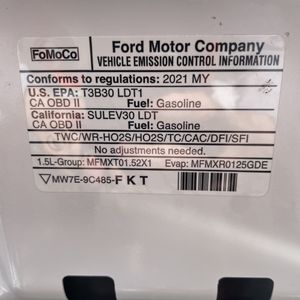 FoMoCo
Ford Motor Company
VEHICLE EMISSION CONTROL INFORMATION
Conforms to regulations: 2021 MY
U.S. EPA: T3B30 LDT1
CA OBD II Fuel: Gasoline
California: SULEV30 LDT1
CA OBD II Fuel: Gasoline
TWC/WR-HO2S/HO2S/TC/CAC/DFI/SFI
No adjustments needed.
1.5L-Group: MFMXT01.52X1 Evap: MFMXR0125GDE
MW7E-9C485-F K T